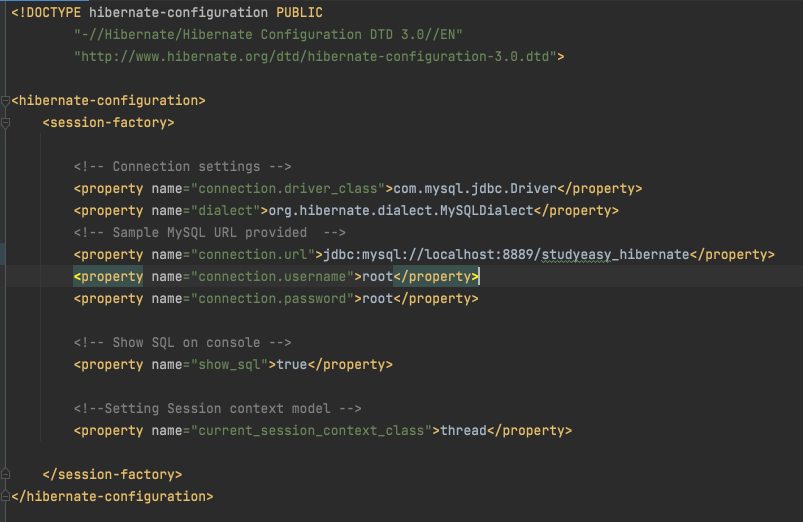 <!DOCTYPE hibernate-configuration PUBLIC
"-//Hibernate/Hibernate Configuration DTD 3.0//EN"
"http://www.hibernate.org/dtd/hibernate-configuration-3.0.dtd">
<hibernate-configuration>
<session-factory>
<!-- Connection settings -->
<property name="connection.driver_class">com.mysql.jdbc.Driver</property>
<property name="dialect">org.hibernate.dialect.MySQLDialect</property>
<!-- Sample MySQL URL provided  -->
<property name="connection.url">jdbc:mysql://localhost:8889/studyeasy_hibernate</property>
<property name="connection.username">root</property>
<property name="connection.password">root</property>
<!-- Show SQL on console -->
<property name="show_sql">true</property>
<!--Setting Session context model -->
<property name="current_session_context_class">thread</property>
</session-factory>
</hibernate-configuration>